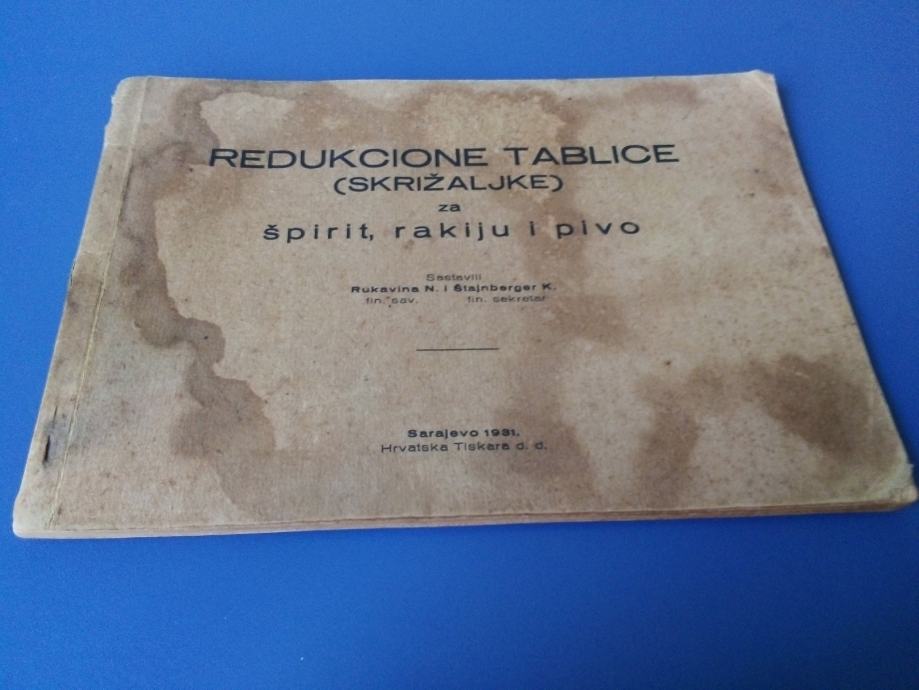 REDUKCIONE TABLICE
(SKRIŽALJKE)
za
špirit, rakiju i pivo
Sastavili
Rukavina N. i Štajnberger K.
fin. sav. fin. sekretar
Sarajevo 1931.
Hrvatska Tiskara d. d.